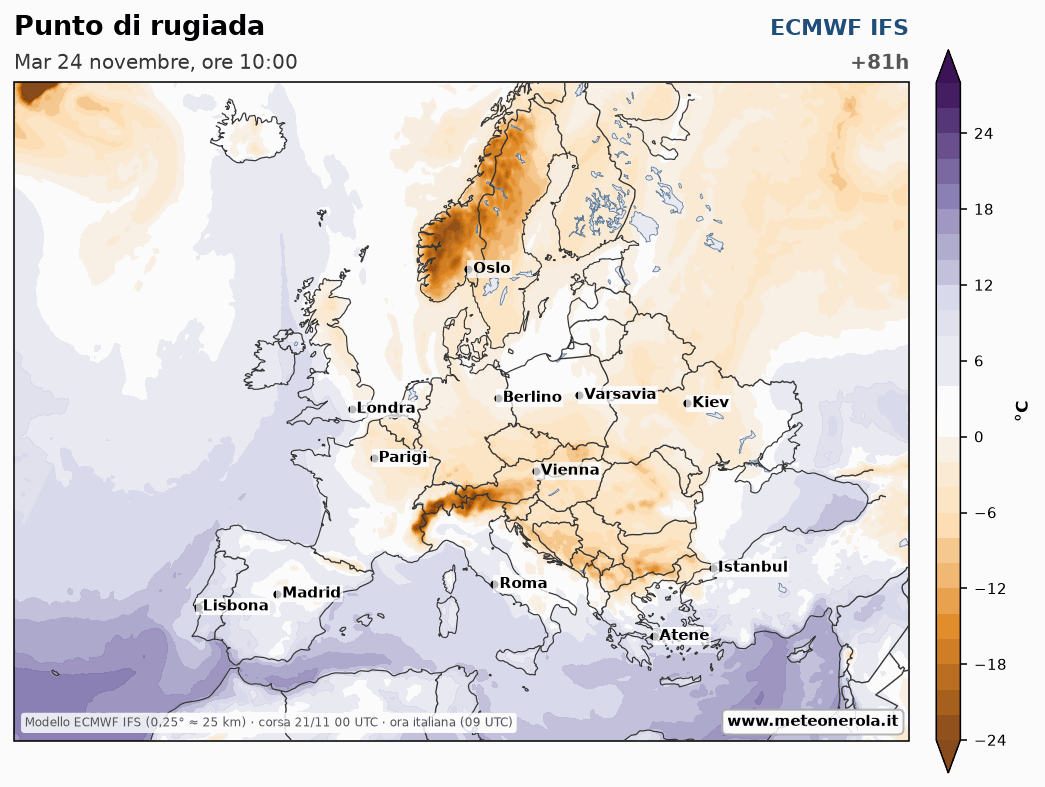 Punto di rugiada
ECMWF IFS
Mar 24 novembre, ore 10:00
+81h
Oslo
Londra
Berlino
Varsavia
Kiev
Parigi
Vienna
Istanbul
Roma
Madrid
Lisbona
Atene
24
18
12
6
0
−6
−12
−18
−24
°C
Modello ECMWF IFS (0,25° ≈ 25 km) · corsa 21/11 00 UTC · ora italiana (09 UTC)
www.meteonerola.it